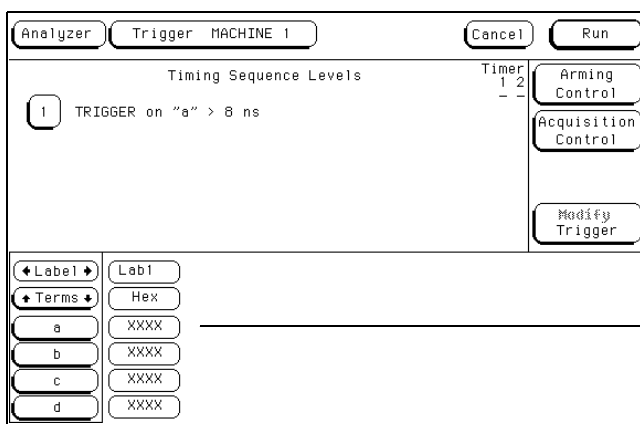 Analyzer Trigger MACHINE 1 Cancel Run
Timing Sequence Levels
Timer
1 2
– –
1 TRIGGER on "a" > 8 ns
Arming
Control
Acquisition
Control
Modify
Trigger
←Label→ Lab1
↑Terms↓ Hex
a XXXX
b XXXX
c XXXX
d XXXX